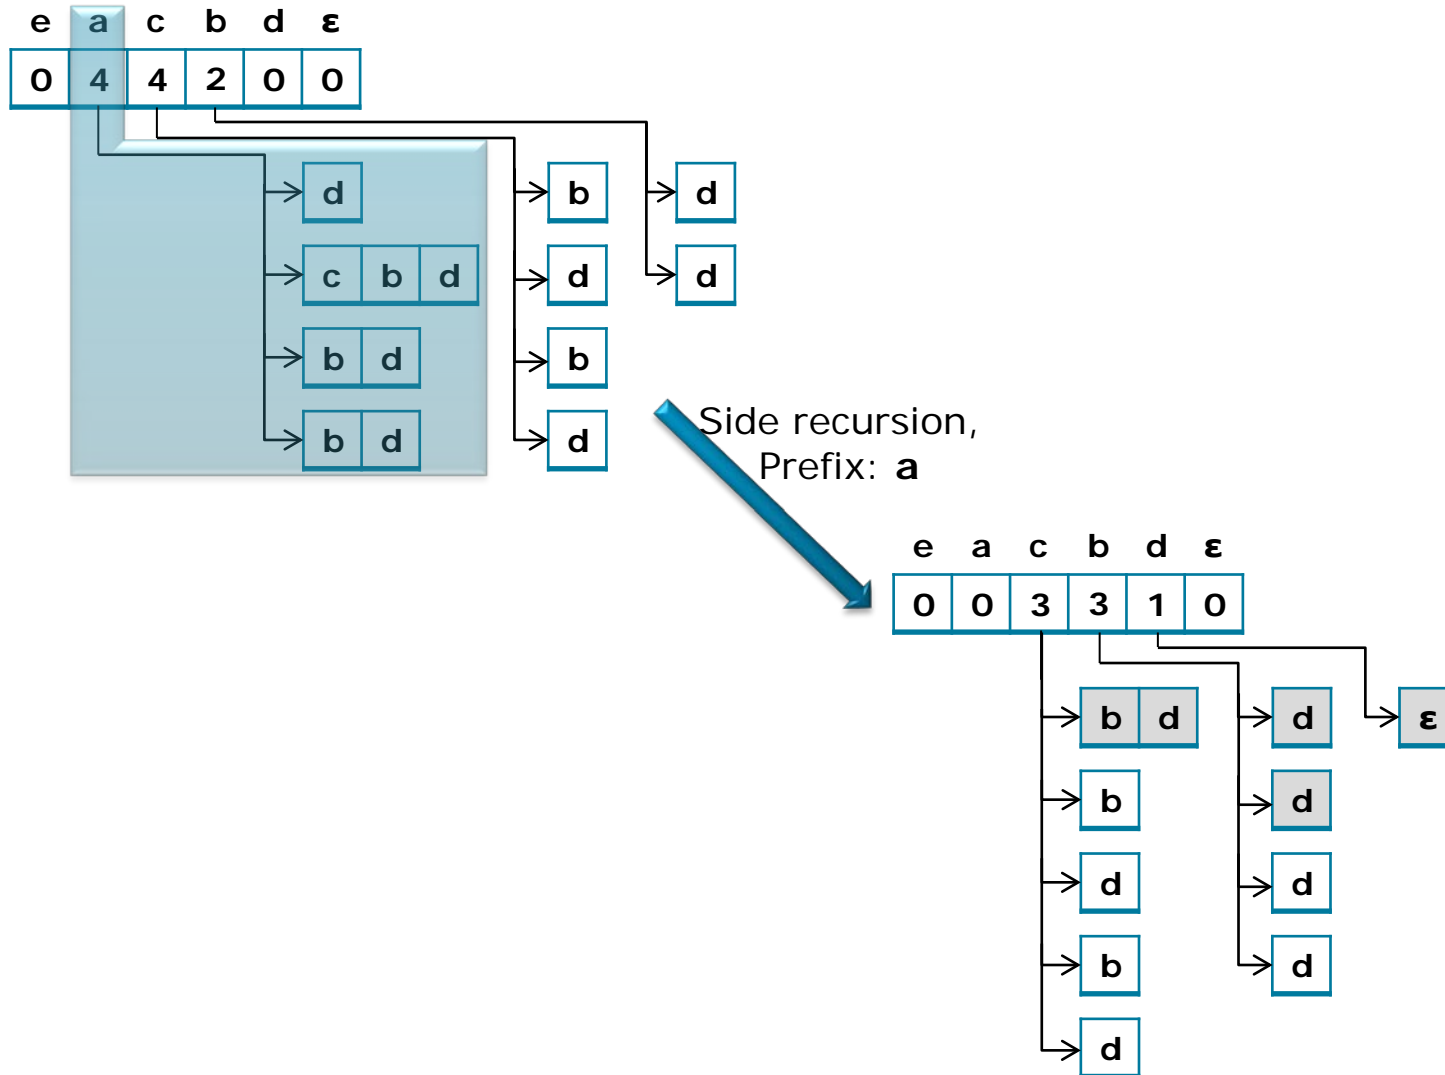 e a c b d ε
0 4 4 2 0 0
d b d
c b d d d
b d b
b d d
Side recursion,
Prefix: a
e a c b d ε
0 0 3 3 1 0
b d d ε
b d
d d
b d
d